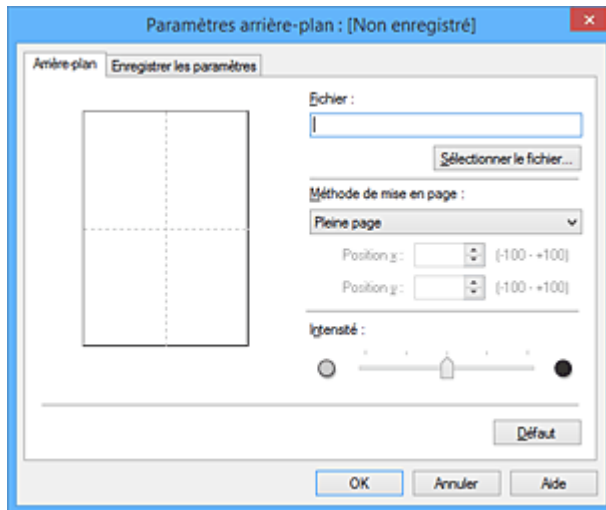 Paramètres arrière-plan : [Non enregistré]
Arrière-plan
Enregistrer les paramètres
Fichier :
Sélectionner le fichier...
Méthode de mise en page :
Pleine page
Position x : (-100 - +100)
Position y : (-100 - +100)
Intensité :
Défaut
OK Annuler Aide